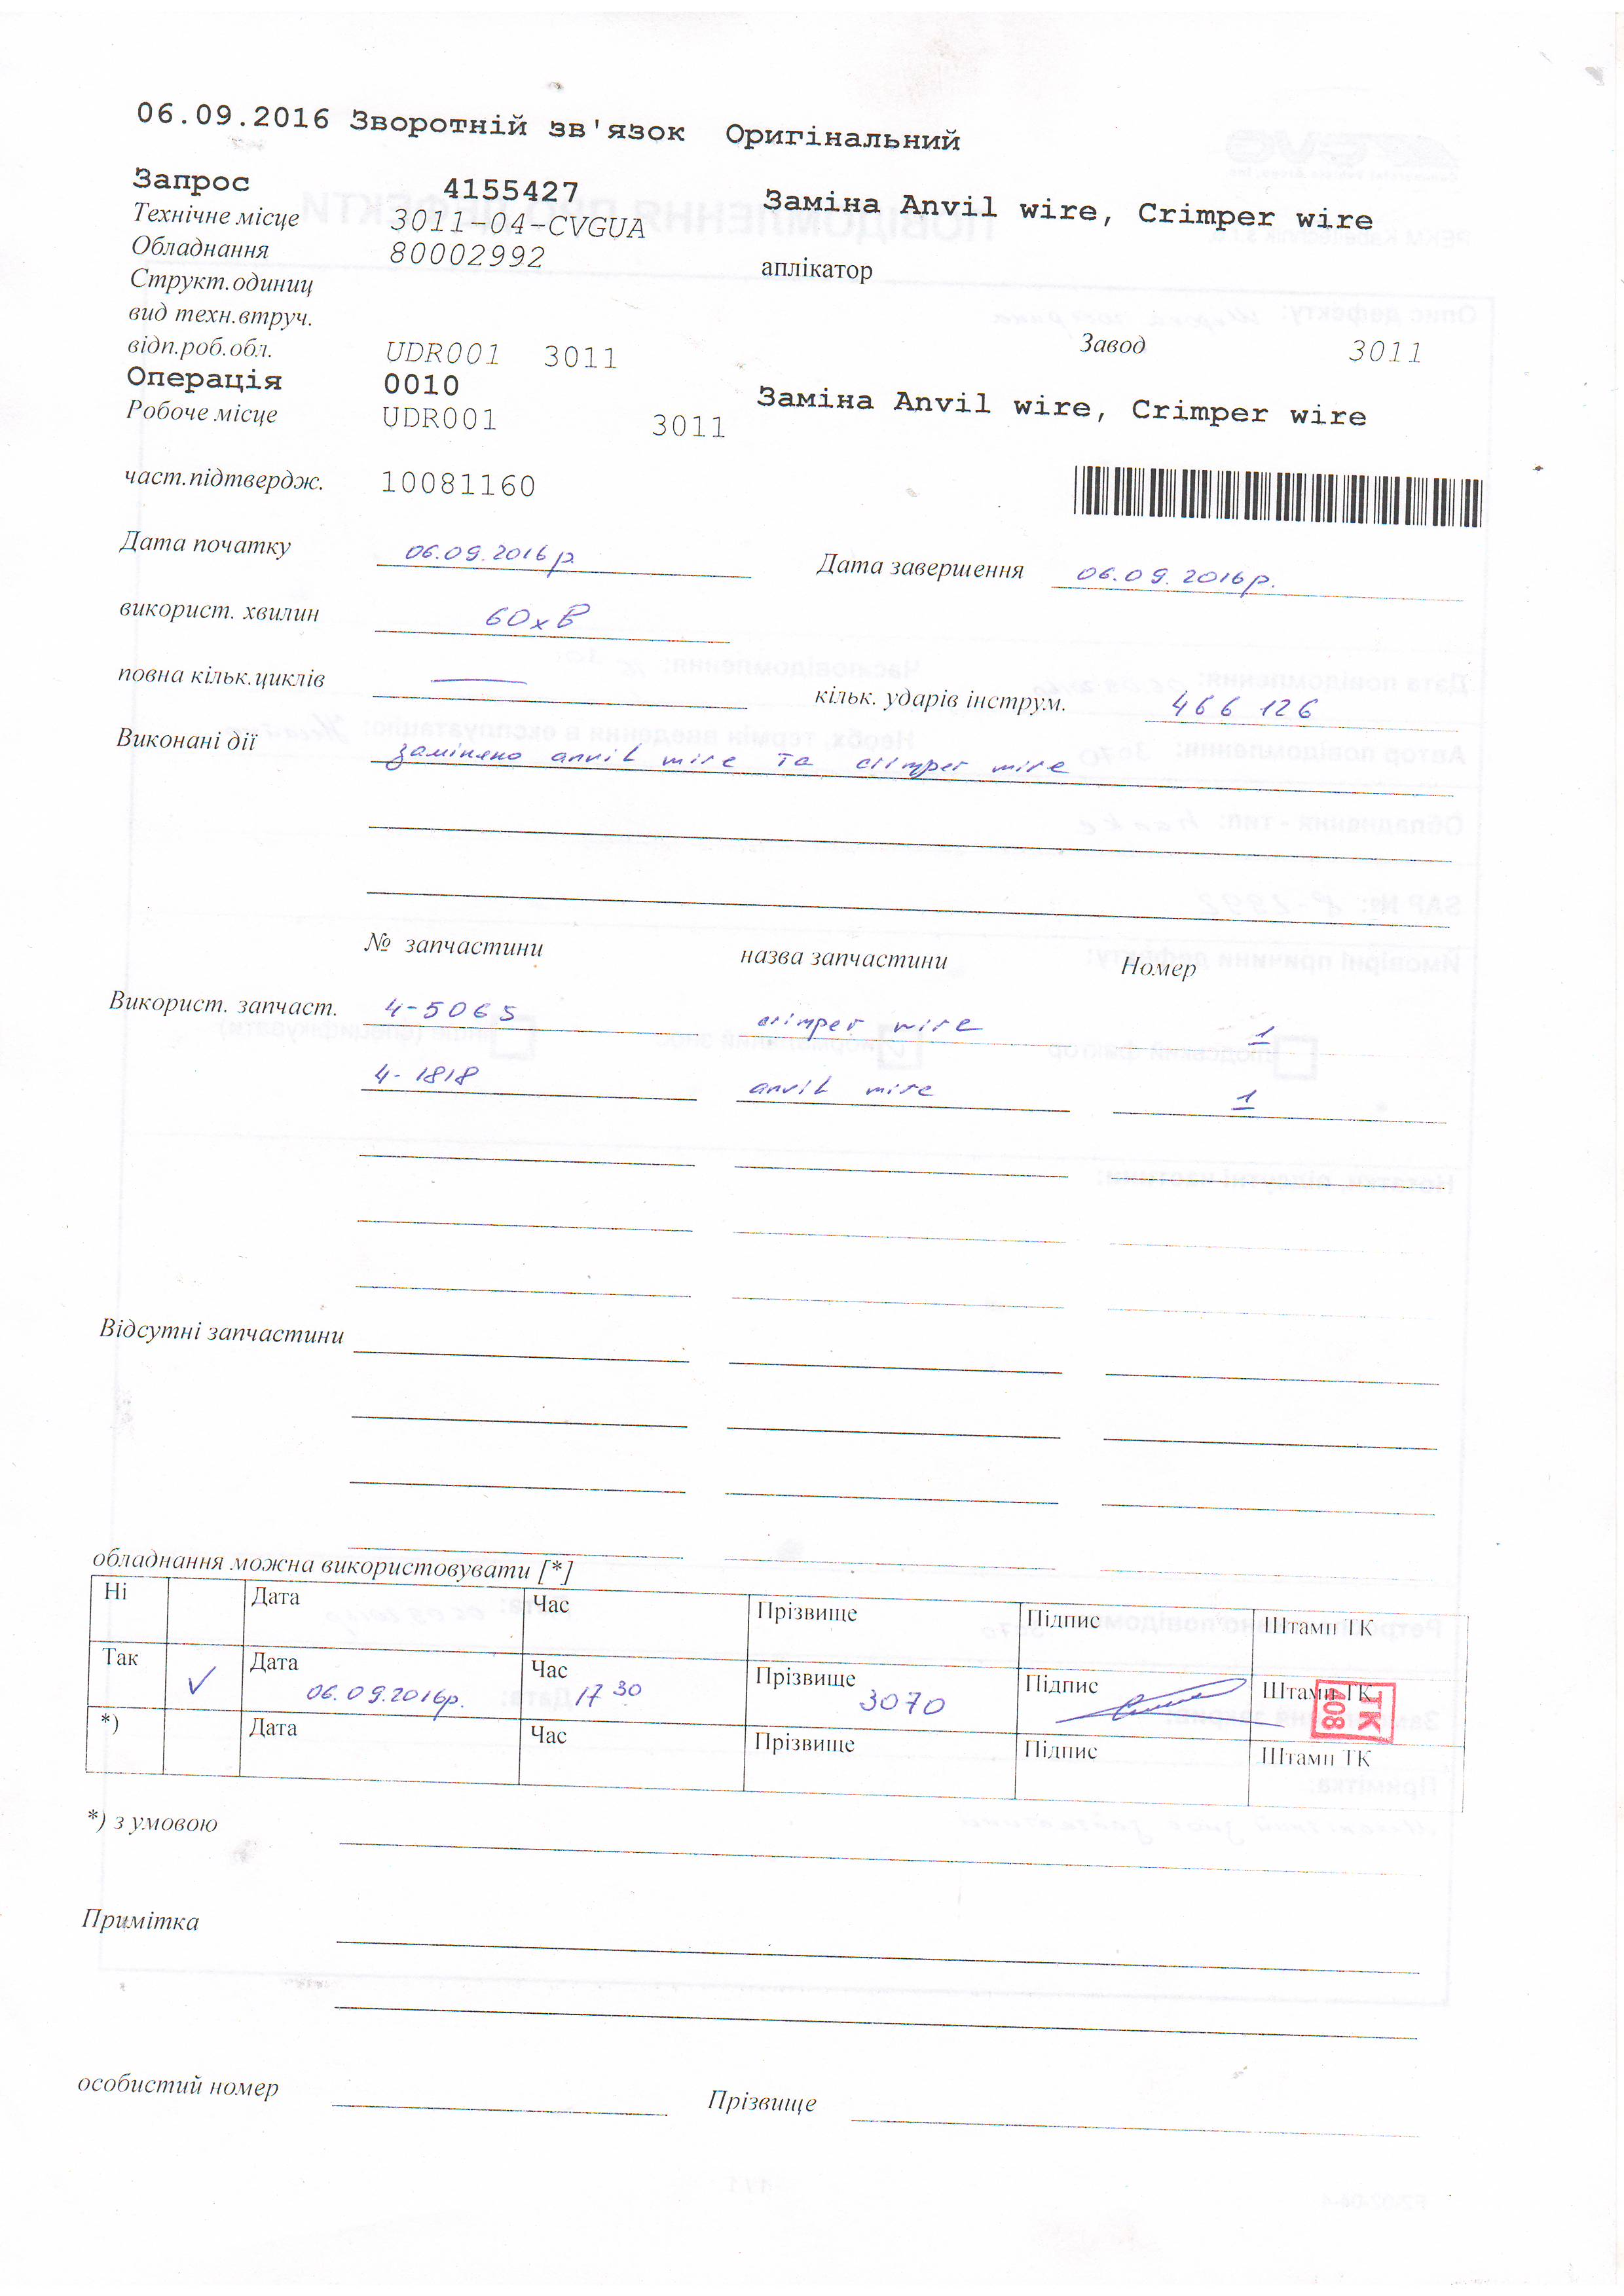 06.09.2016 Зворотній зв'язок Оригінальний
Запрос 4155427 Заміна Anvil wire, Crimper wire
Технічне місце 3011-04-CVGUA
Обладнання 80002992 аплікатор
Структ.одиниц
вид техн.втруч.
відп.роб.обл. UDR001 3011 Завод 3011
Операція 0010 Заміна Anvil wire, Crimper wire
Робоче місце UDR001 3011
част.підтвердж. 10081160
Дата початку 06.09.2016р Дата завершення 06.09.2016р.
використ. хвилин 60хв
повна кільк.циклів — кільк. ударів інструм. 466 126
Виконані дії замінено anvil wire та crimper wire
№ запчастини назва запчастини Номер
Використ. запчаст. 4-5065 crimper wire 1
4-1818 anvil wire 1
Відсутні запчастини
обладнання можна використовувати [*]
Ні Дата Час Прізвище Підпис Штамп ТК
Так ✓ Дата 06.09.2016р. Час 17 30 Прізвище 3070 Підпис Штамп ТК ТК 408
*) Дата Час Прізвище Підпис Штамп ТК
*) з умовою
Примітка
особистий номер Прізвище